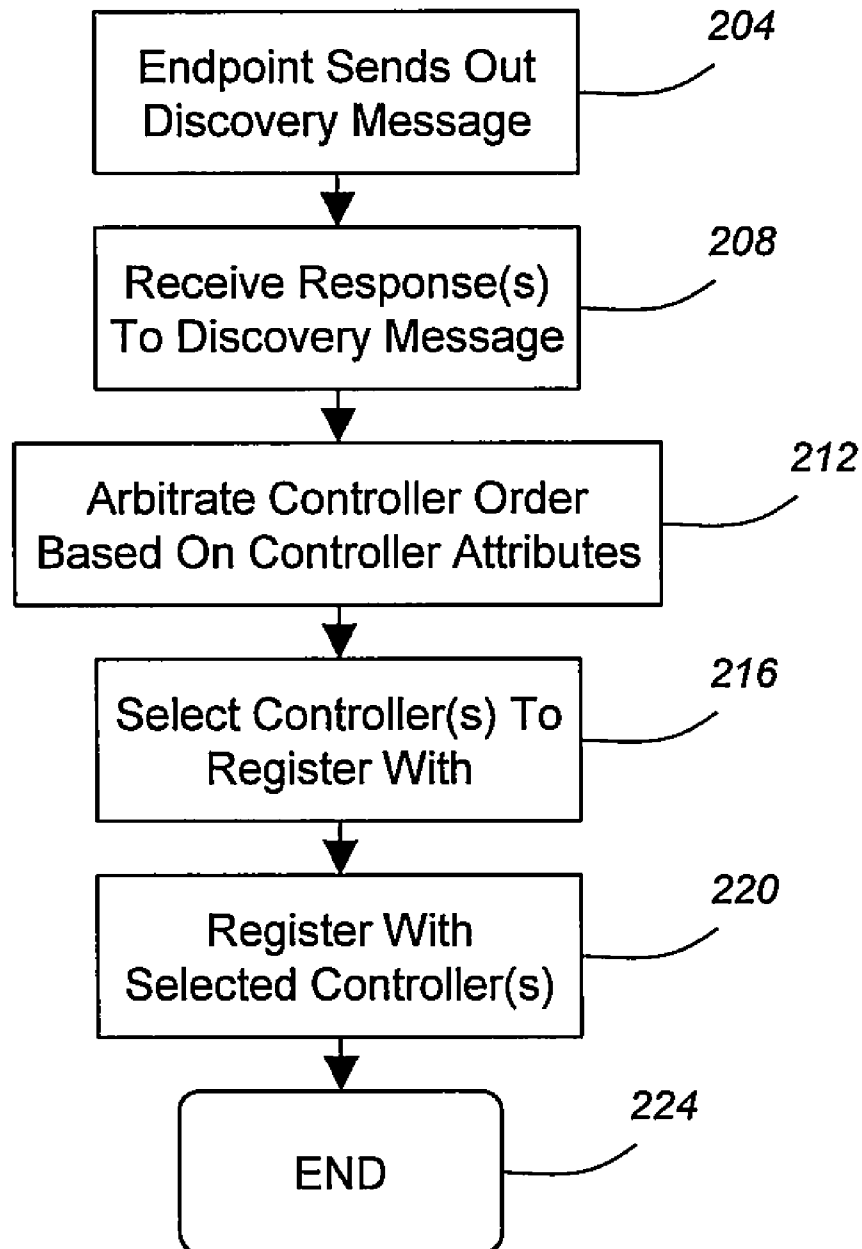 204
Endpoint Sends Out
Discovery Message
208
Receive Response(s)
To Discovery Message
212
Arbitrate Controller Order
Based On Controller Attributes
216
Select Controller(s) To
Register With
220
Register With
Selected Controller(s)
224
END